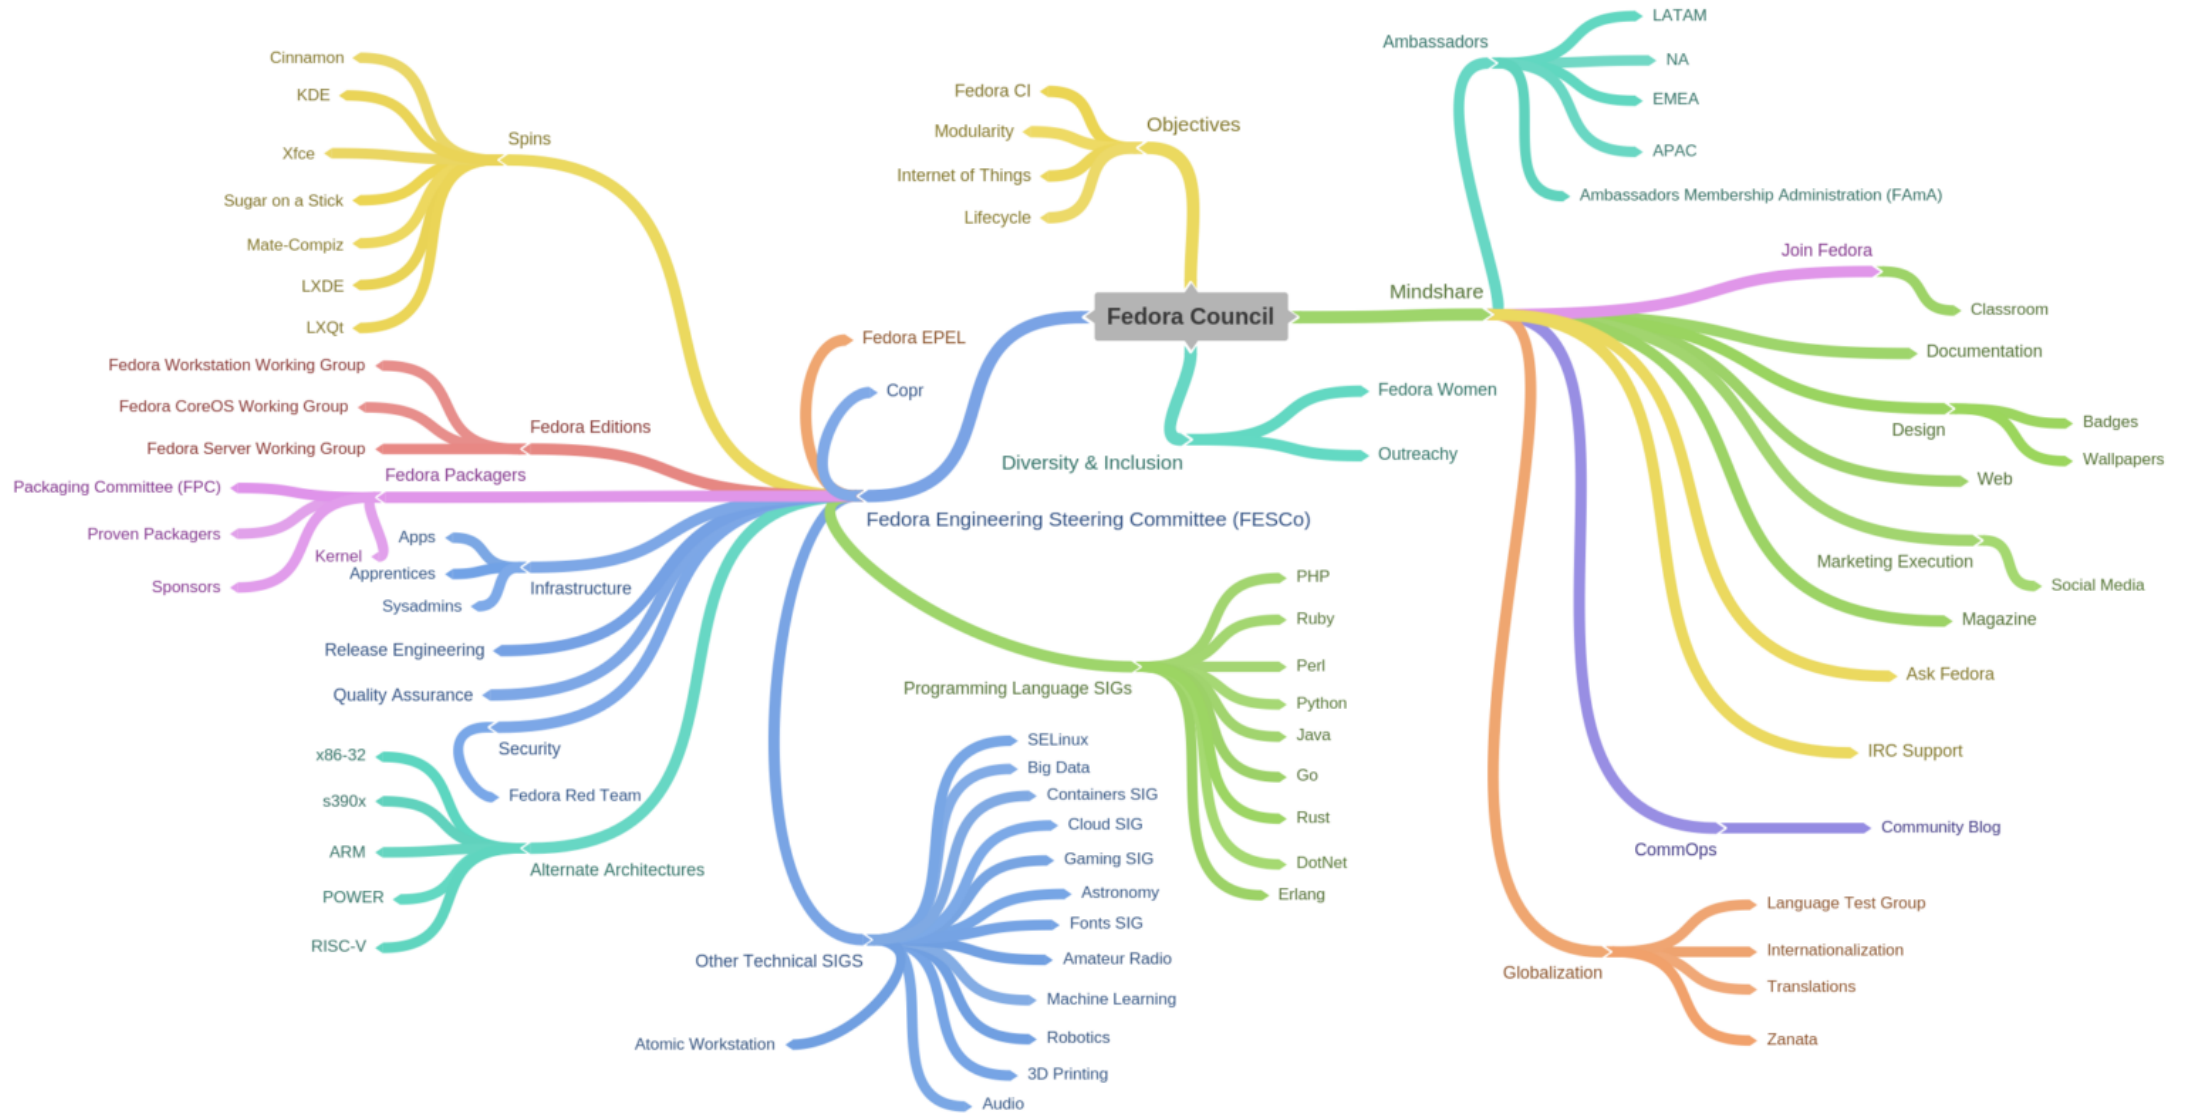 Fedora Council
Objectives
Fedora CI
Modularity
Internet of Things
Lifecycle
Diversity & Inclusion
Fedora Women
Outreachy
Fedora Engineering Steering Committee (FESCo)
Fedora EPEL
Copr
Spins
Cinnamon
KDE
Xfce
Sugar on a Stick
Mate-Compiz
LXDE
LXQt
Fedora Editions
Fedora Workstation Working Group
Fedora CoreOS Working Group
Fedora Server Working Group
Fedora Packagers
Packaging Committee (FPC)
Proven Packagers
Sponsors
Kernel
Infrastructure
Apps
Apprentices
Sysadmins
Release Engineering
Quality Assurance
Security
Fedora Red Team
Alternate Architectures
x86-32
s390x
ARM
POWER
RISC-V
Other Technical SIGS
SELinux
Big Data
Containers SIG
Cloud SIG
Gaming SIG
Astronomy
Fonts SIG
Amateur Radio
Machine Learning
Robotics
3D Printing
Audio
Atomic Workstation
Programming Language SIGs
PHP
Ruby
Perl
Python
Java
Go
Rust
DotNet
Erlang
Mindshare
Ambassadors
LATAM
NA
EMEA
APAC
Ambassadors Membership Administration (FAmA)
Join Fedora
Classroom
Documentation
Design
Badges
Wallpapers
Web
Marketing Execution
Social Media
Magazine
Ask Fedora
IRC Support
CommOps
Community Blog
Globalization
Language Test Group
Internationalization
Translations
Zanata